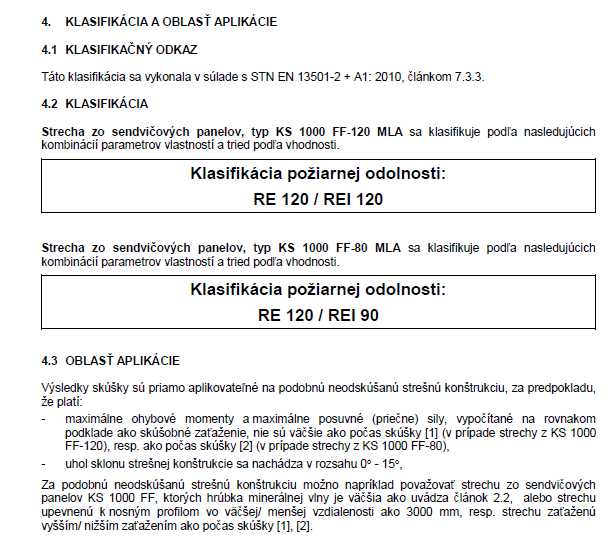 4. KLASIFIKÁCIA A OBLASŤ APLIKÁCIE
4.1 KLASIFIKAČNÝ ODKAZ
Táto klasifikácia sa vykonala v súlade s STN EN 13501-2 + A1: 2010, článkom 7.3.3.
4.2 KLASIFIKÁCIA
Strecha zo sendvičových panelov, typ KS 1000 FF-120 MLA sa klasifikuje podľa nasledujúcich
kombinácií parametrov vlastností a tried podľa vhodnosti.
Klasifikácia požiarnej odolnosti:
RE 120 / REI 120
Strecha zo sendvičových panelov, typ KS 1000 FF-80 MLA sa klasifikuje podľa nasledujúcich
kombinácií parametrov vlastností a tried podľa vhodnosti.
Klasifikácia požiarnej odolnosti:
RE 120 / REI 90
4.3 OBLASŤ APLIKÁCIE
Výsledky skúšky sú priamo aplikovateľné na podobnú neodskúšanú strešnú konštrukciu, za predpokladu,
že platí:
- maximálne ohybové momenty a maximálne posuvné (priečne) sily, vypočítané na rovnakom
podklade ako skúšobné zaťaženie, nie sú väčšie ako počas skúšky [1] (v prípade strechy z KS 1000
FF-120), resp. ako počas skúšky [2] (v prípade strechy z KS 1000 FF-80),
- uhol sklonu strešnej konštrukcie sa nachádza v rozsahu 0° - 15°,
Za podobnú neodskúšanú strešnú konštrukciu možno napríklad považovať strechu zo sendvičových
panelov KS 1000 FF, ktorých hrúbka minerálnej vlny je väčšia ako uvádza článok 2.2, alebo strechu
upevnenú k nosným profilom vo väčšej/ menšej vzdialenosti ako 3000 mm, resp. strechu zaťaženú
vyšším/ nižším zaťažením ako počas skúšky [1], [2].